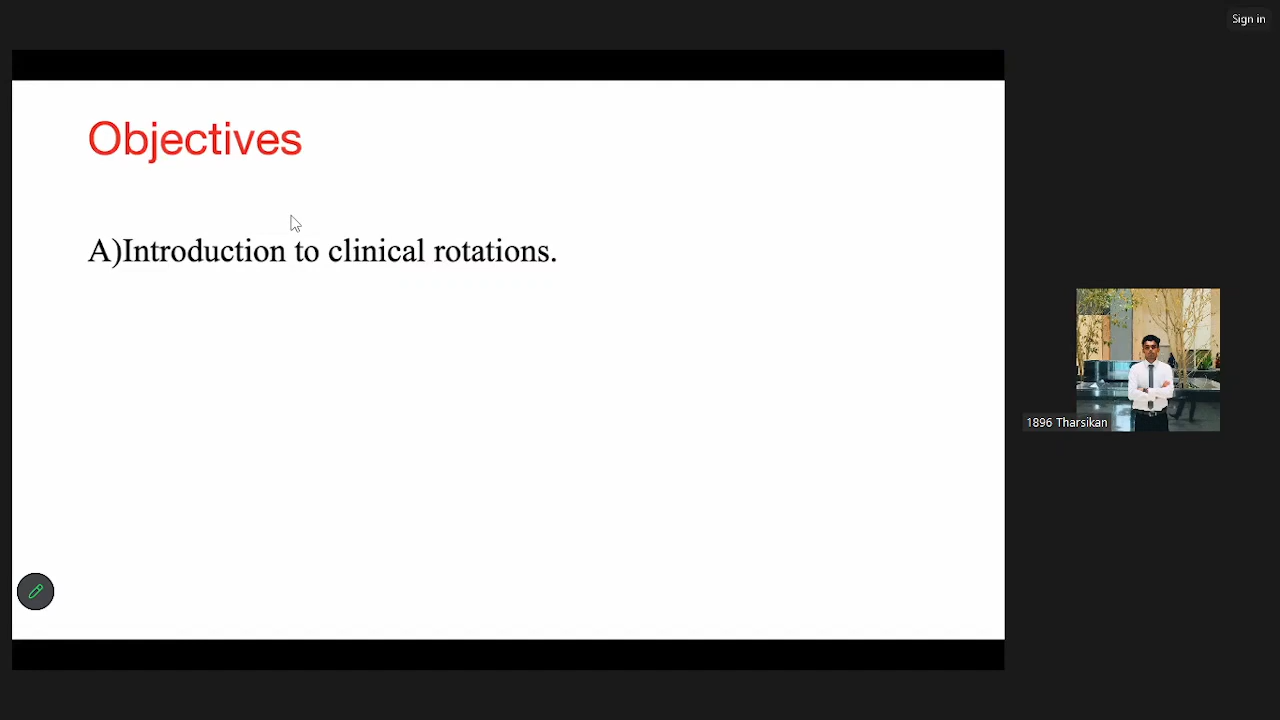 Sign in
Objectives
A)Introduction to clinical rotations.
1896 Tharsikan